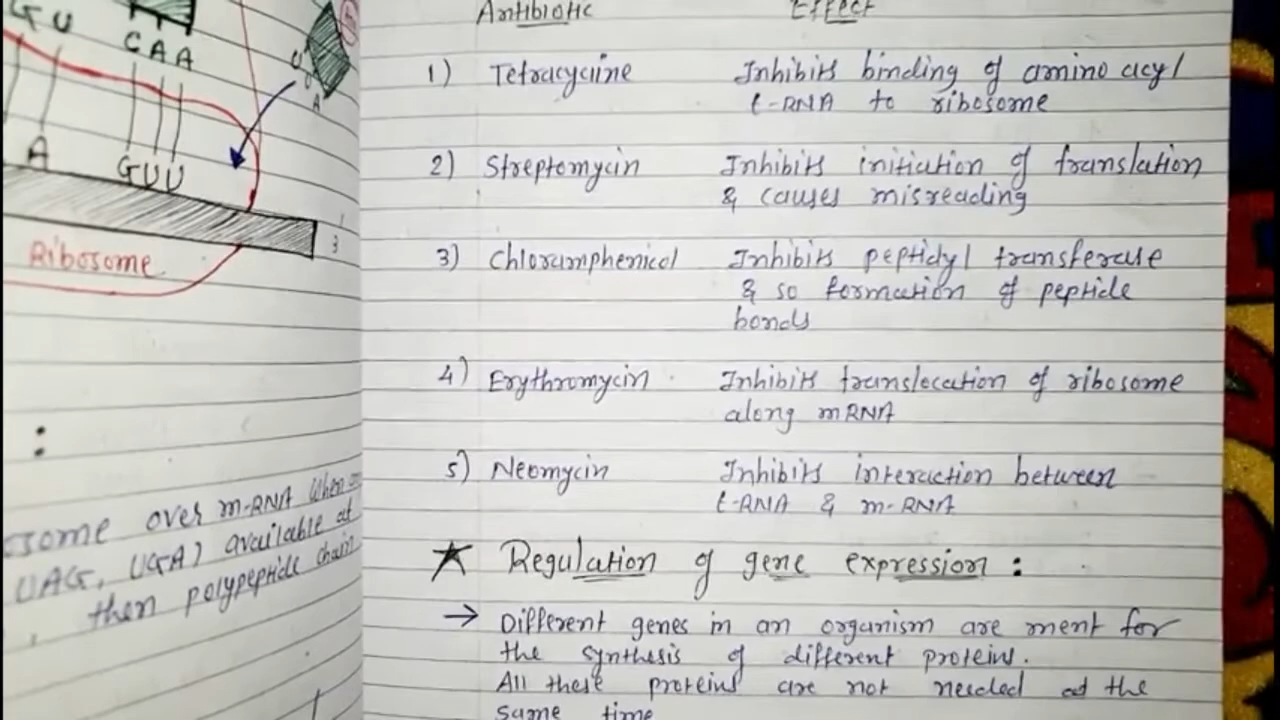 G U
C A A
U
U
A
A
GUU
Ribosome
3
:
some over m-RNA when
UAG, UGA) available at
, then polypeptide chain
Antibiotic Effect
1) Tetracycline Inhibits binding of amino acyl
t-RNA to ribosome
2) Streptomycin Inhibits initiation of translation
& causes misreading
3) Chloramphenicol Inhibits peptidyl transferase
& so formation of peptide
bonds
4) Erythromycin Inhibits translocation of ribosome
along mRNA
5) Neomycin Inhibits interaction between
t-RNA & m-RNA
★ Regulation of gene expression :
→ Different genes in an organism are ment for
the synthesis of different proteins.
All these proteins are not needed at the
same time